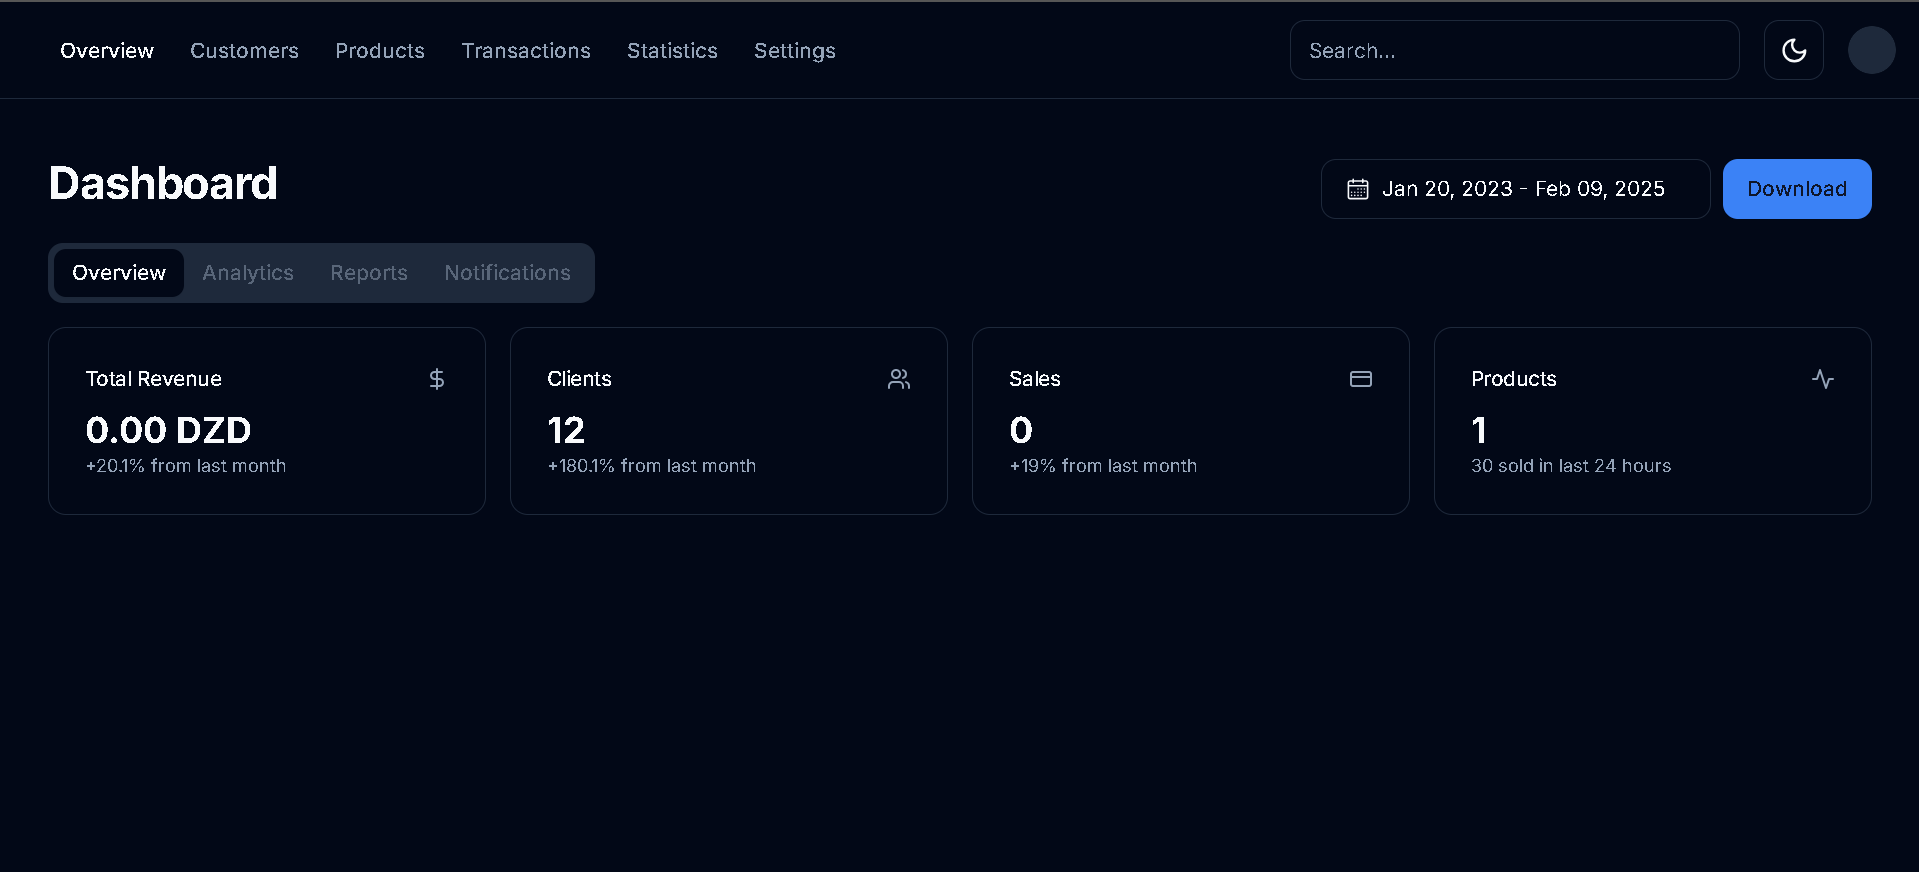 Overview Customers Products Transactions Statistics Settings Search...
Dashboard
Jan 20, 2023 - Feb 09, 2025 Download
Overview Analytics Reports Notifications
Total Revenue
0.00 DZD
+20.1% from last month
Clients
12
+180.1% from last month
Sales
0
+19% from last month
Products
1
30 sold in last 24 hours